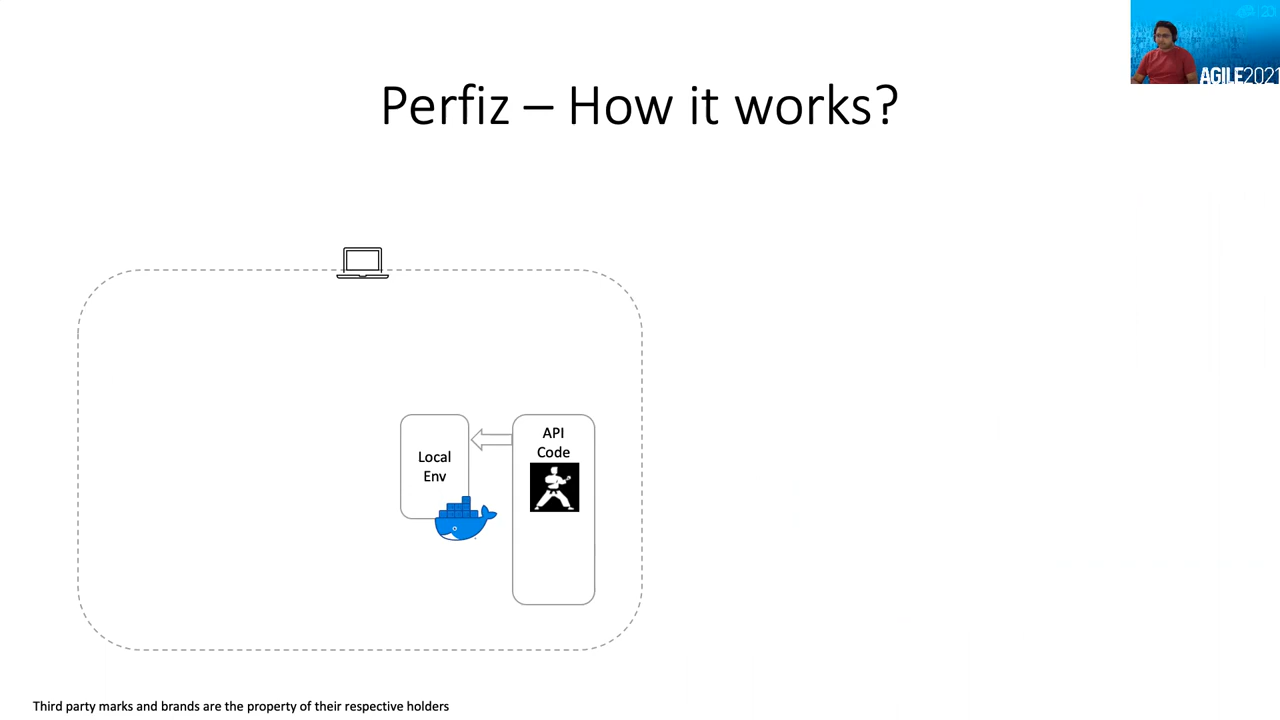 AGILE2021
Perfiz – How it works?
API
Code
Local
Env
Third party marks and brands are the property of their respective holders